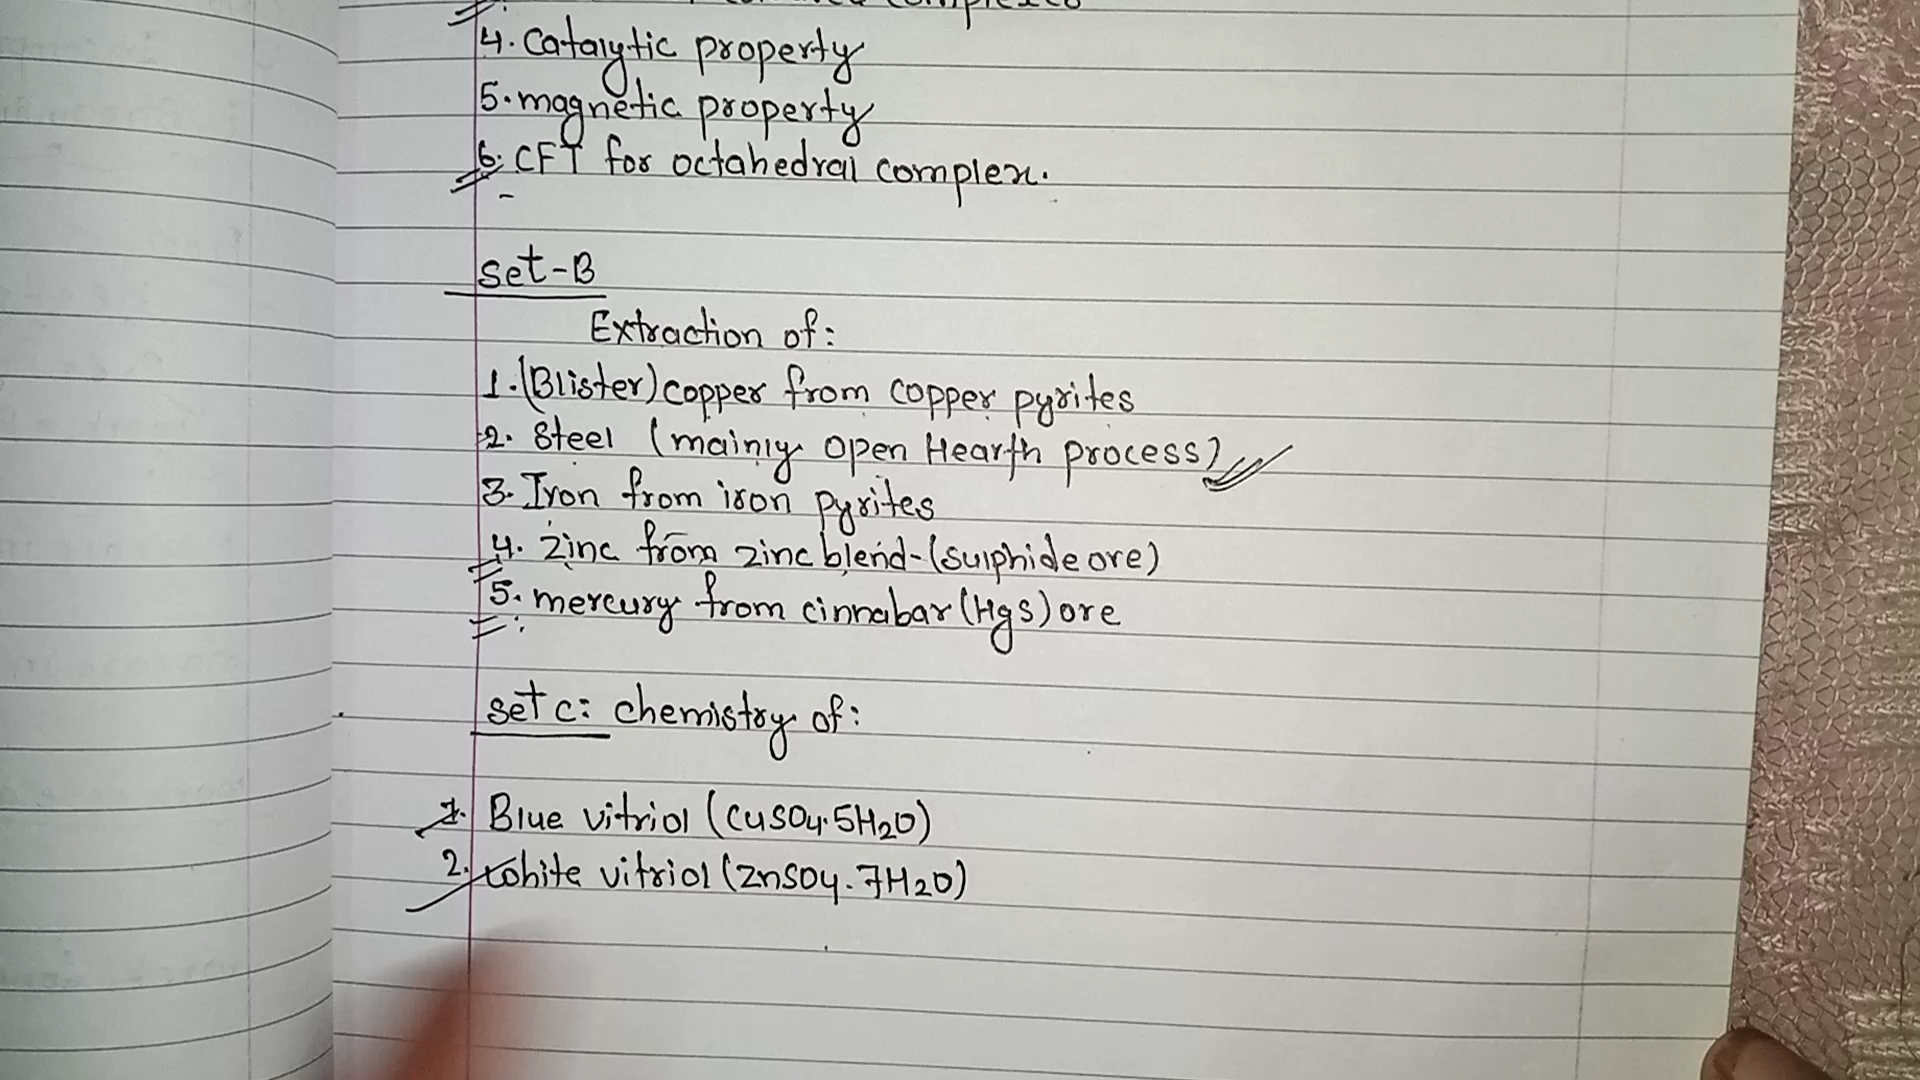 complexes
4. Catalytic property
5. magnetic property
6. CFT for octahedral complex.
set-B
Extraction of:
1. (Blister) copper from copper pyrites
2. Steel (mainly open Hearth process)
3. Iron from iron pyrites
4. Zinc from zinc blend-(sulphide ore)
5. mercury from cinnabar (Hgs) ore
set c: chemistry of:
1. Blue vitriol (CuSO4.5H2O)
2. white vitriol (ZnSO4.7H2O)